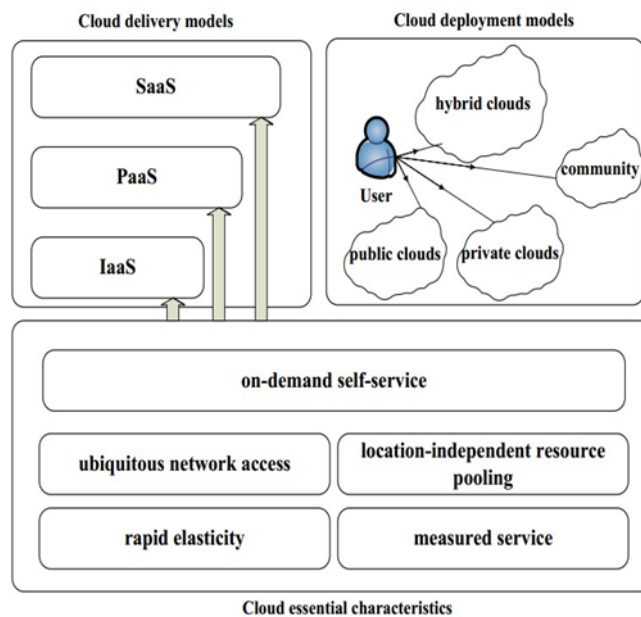 Cloud delivery models
SaaS
PaaS
IaaS
Cloud deployment models
hybrid clouds
community
User
public clouds
private clouds
on-demand self-service
ubiquitous network access
location-independent resource
pooling
rapid elasticity
measured service
Cloud essential characteristics